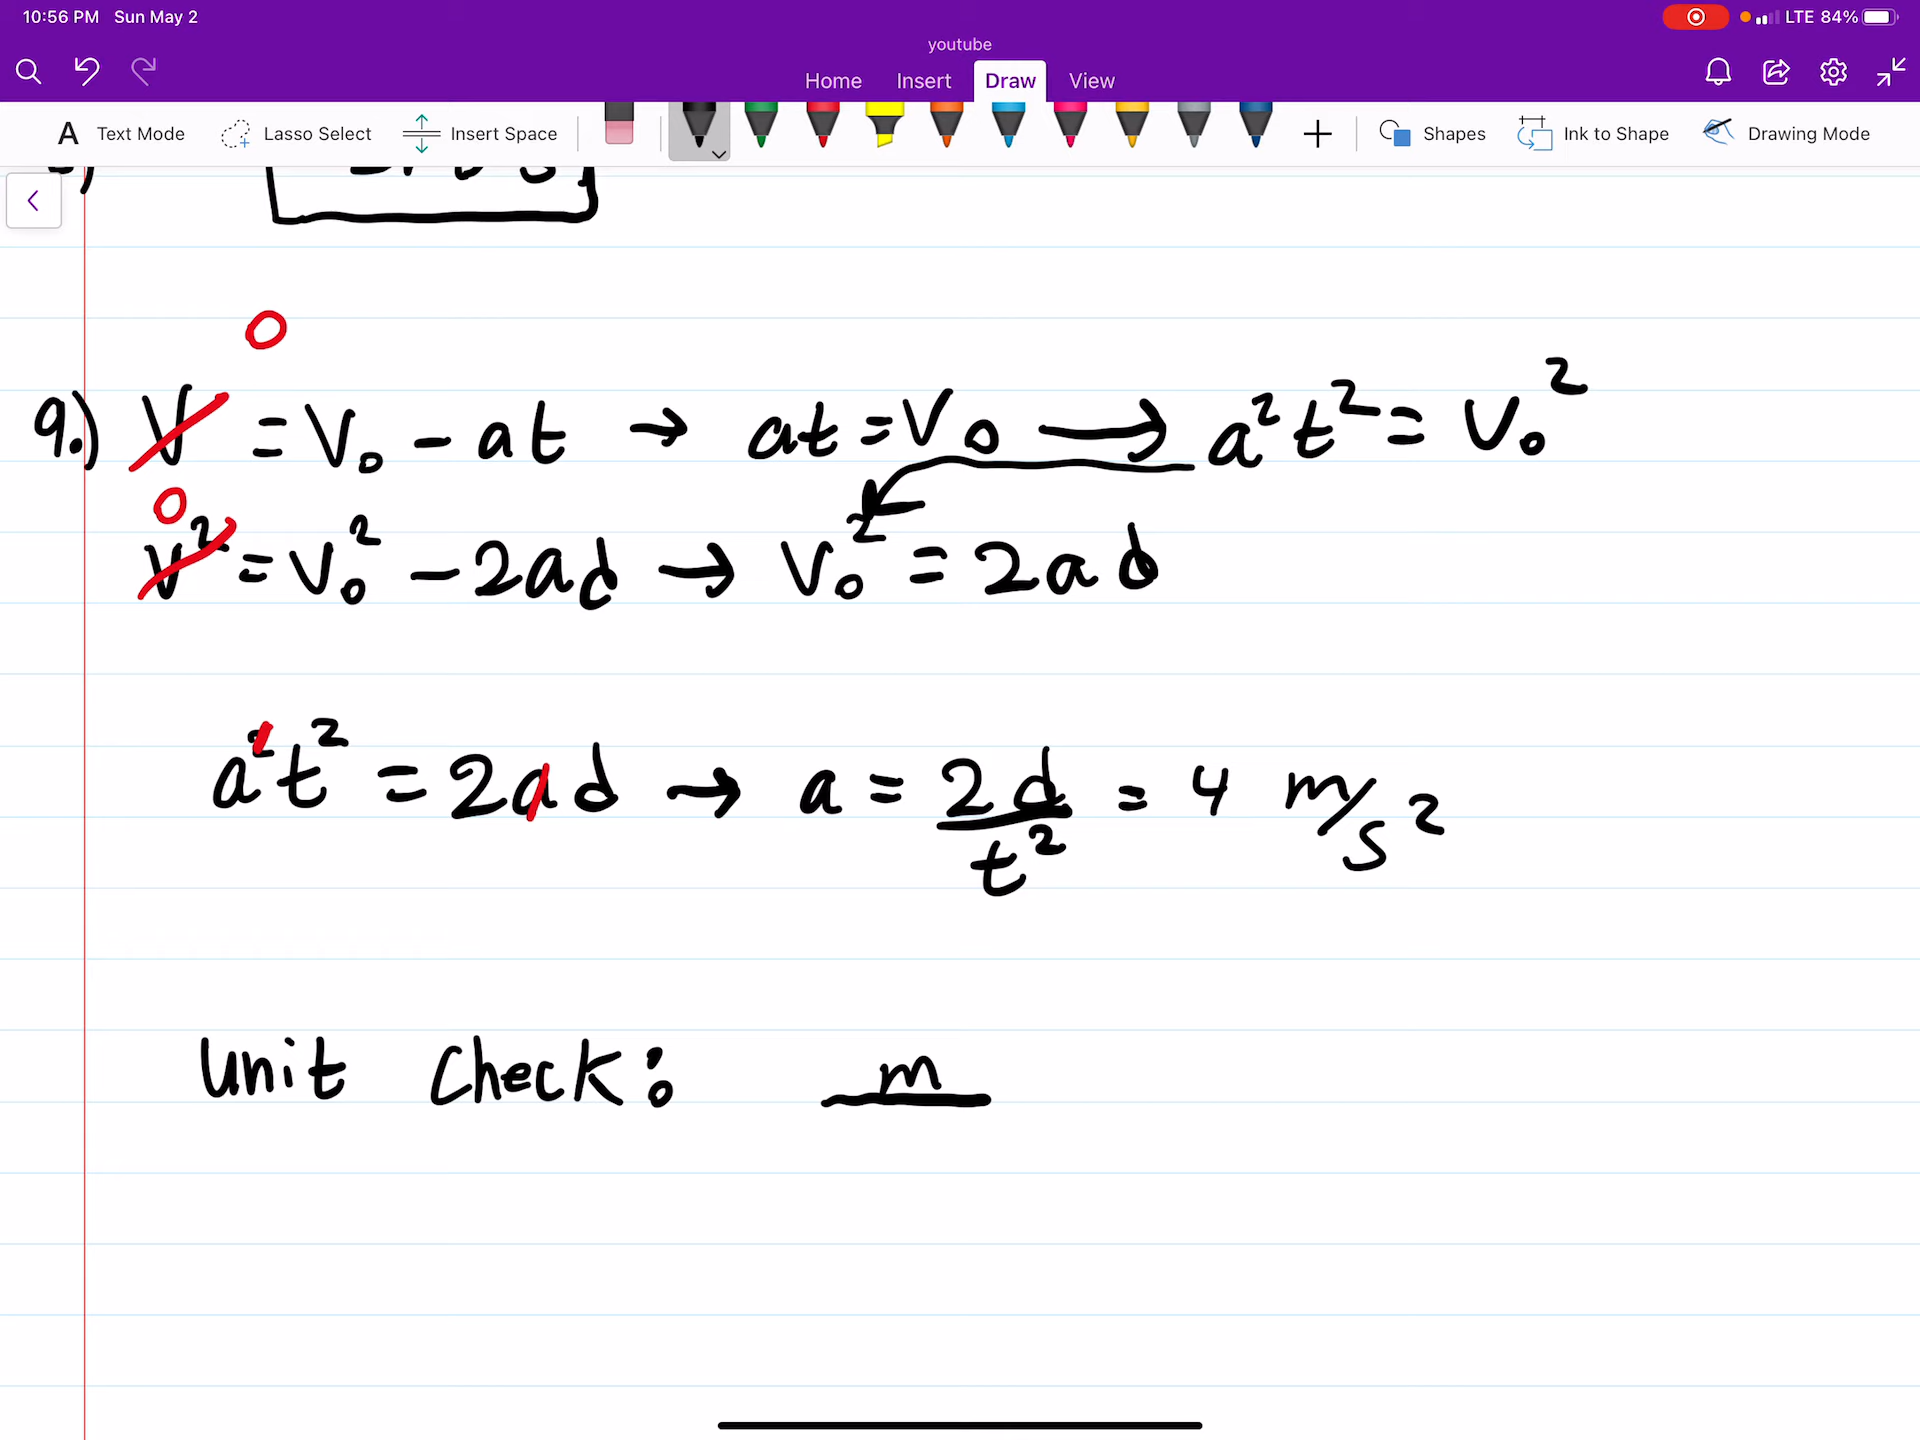 10:56 PM Sun May 2 LTE 84%
youtube
Home Insert Draw View
A Text Mode Lasso Select Insert Space Shapes Ink to Shape Drawing Mode
0
9.) V = V₀ - at → at = V₀ → a²t² = V₀²
0
V² = V₀² - 2ad → V₀² = 2ad
a²t² = 2ad → a = 2d/t² = 4 m/s²
Unit Check: m